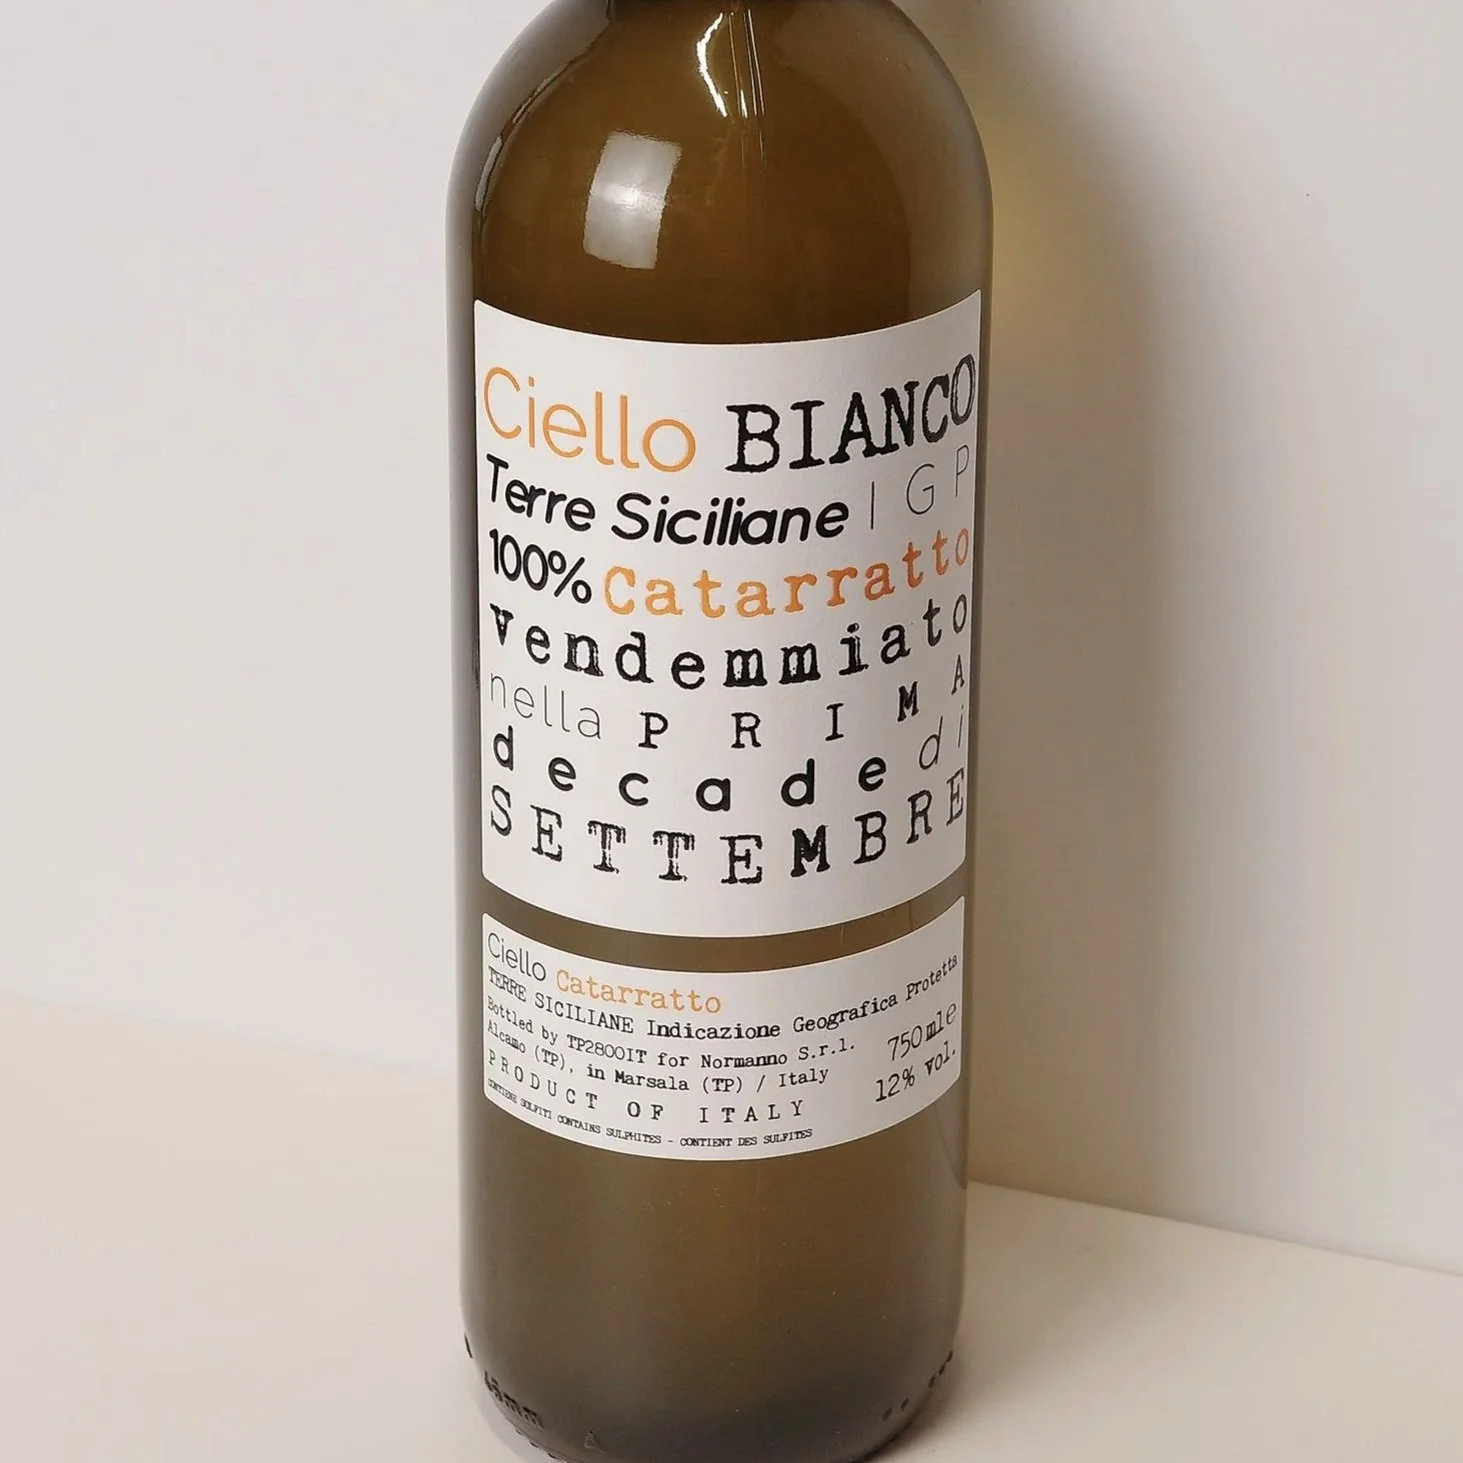 Ciello BIANCO
Terre Siciliane IGP
100% Catarratto
vendemmiato
nella PRIMA
decade di
SETTEMBRE
Ciello Catarratto
TERRE SICILIANE Indicazione Geografica Protetta
Bottled by TP2800IT for Normanno S.r.l.
Alcamo (TP), in Marsala (TP) / Italy
PRODUCT OF ITALY
750mle
12% vol.
CONTIENE SOLFITI CONTAINS SULPHITES - CONTIENT DES SULFITES